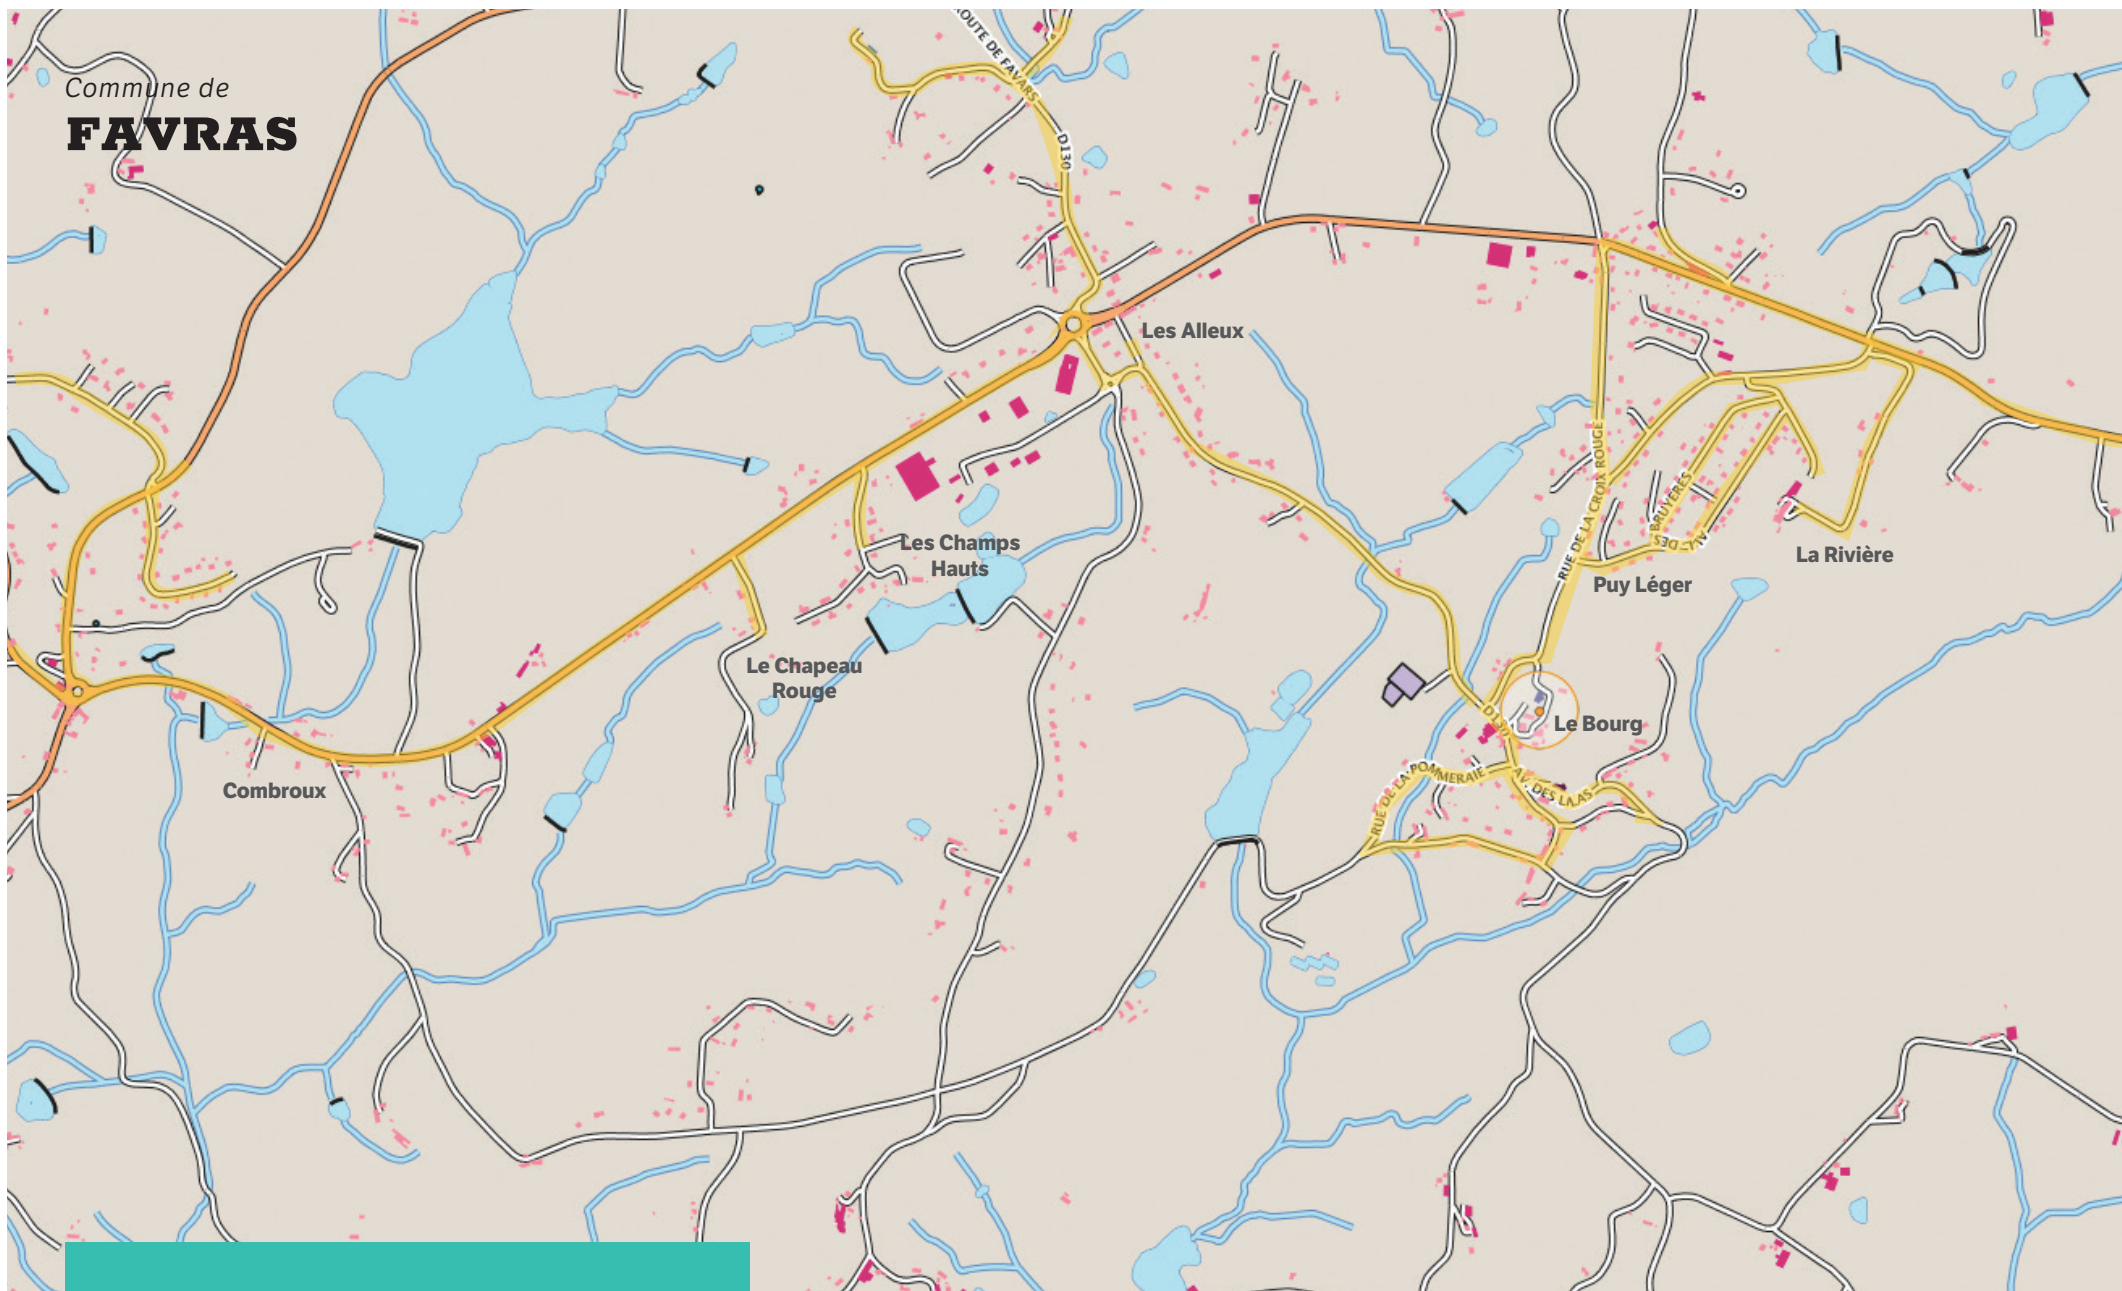 Commune de
FAVRAS
ROUTE DE FAVARS
D130
Les Alleux
Les Champs
Hauts
Le Chapeau
Rouge
Combroux
RUE DE LA CROIX ROUGE
ALL. DES BRUYÈRES
Puy Léger
La Rivière
D130
Le Bourg
RUE DE LA POMMERAIE
AV. DES LILAS